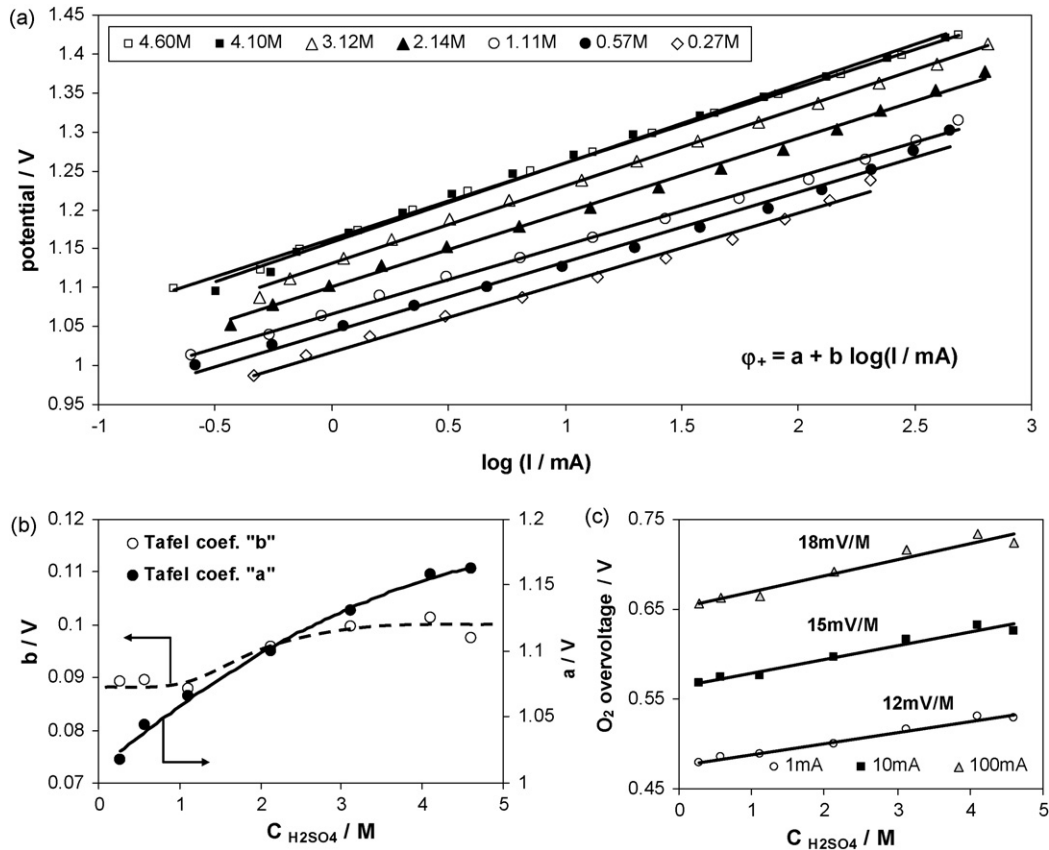 (a)
1.45
1.4
1.35
1.3
1.25
1.2
1.15
1.1
1.05
1
0.95
potential / V
4.60M 4.10M 3.12M 2.14M 1.11M 0.57M 0.27M
φ+ = a + b log(I / mA)
-1 -0.5 0 0.5 1 1.5 2 2.5 3
log (I / mA)
(b)
0.12
0.11
0.1
0.09
0.08
0.07
b / V
Tafel coef. "b"
Tafel coef. "a"
1.2
1.15
1.1
1.05
1
a / V
0 1 2 3 4 5
C H2SO4 / M
(c)
0.75
0.65
0.55
0.45
O2 overvoltage / V
18mV/M
15mV/M
12mV/M
1mA 10mA 100mA
0 1 2 3 4 5
C H2SO4 / M